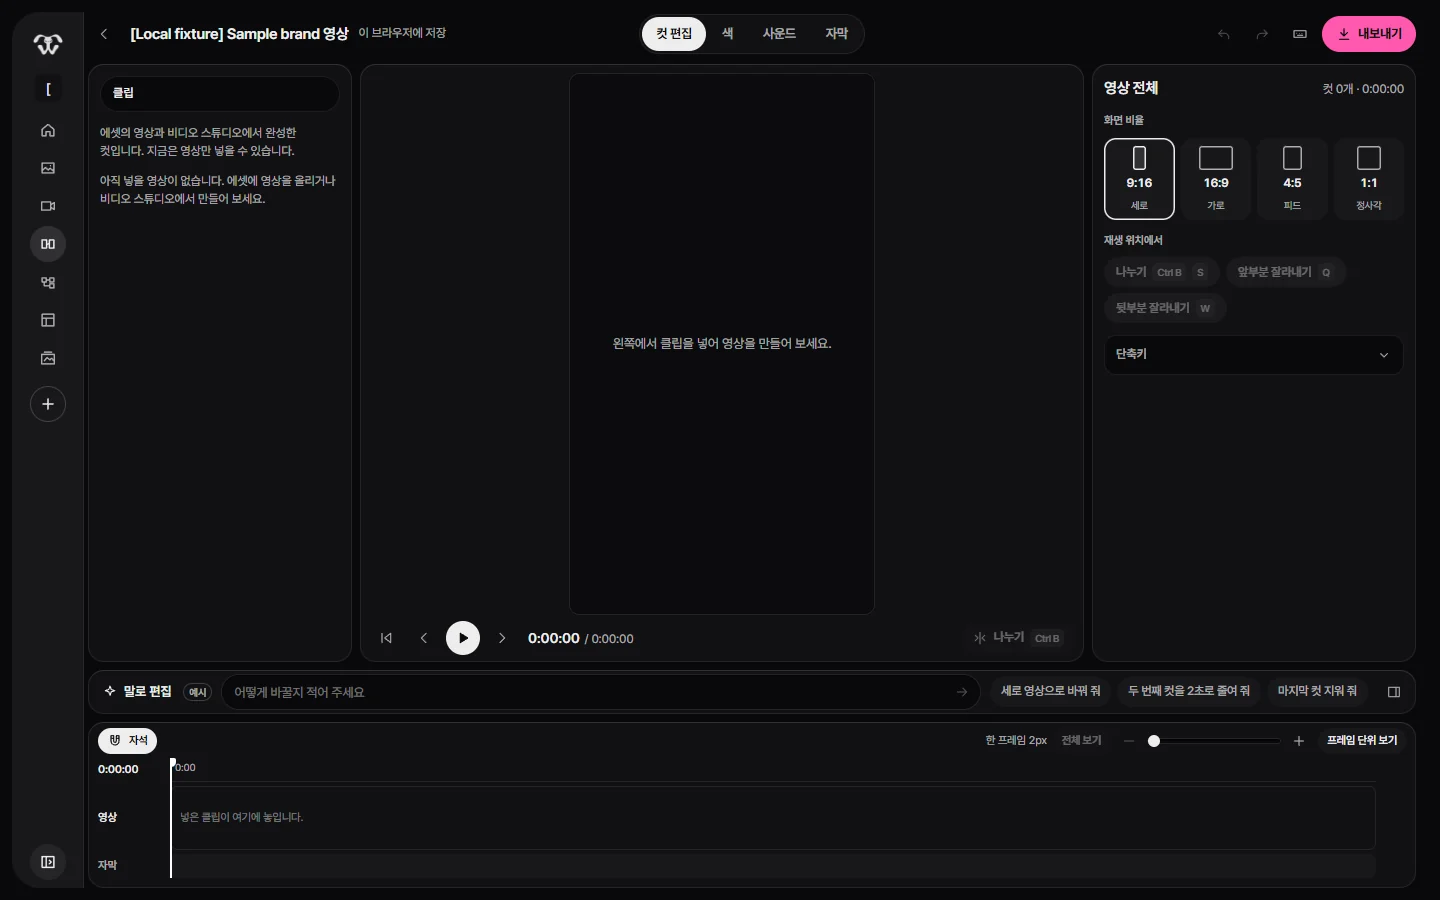 [Local fixture] Sample brand 영상 이 브라우저에 저장
컷 편집 색 사운드 자막
내보내기
[
클립
에셋의 영상과 비디오 스튜디오에서 완성한
컷입니다. 지금은 영상만 넣을 수 있습니다.
아직 넣을 영상이 없습니다. 에셋에 영상을 올리거나
비디오 스튜디오에서 만들어 보세요.
왼쪽에서 클립을 넣어 영상을 만들어 보세요.
0:00:00 / 0:00:00
나누기 Ctrl B
영상 전체 컷 0개 · 0:00:00
화면 비율
9:16 16:9 4:5 1:1
세로 가로 피드 정사각
재생 위치에서
나누기 Ctrl B S 앞부분 잘라내기 Q
뒷부분 잘라내기 W
단축키
말로 편집 예시 어떻게 바꿀지 적어 주세요 세로 영상으로 바꿔 줘 두 번째 컷을 2초로 줄여 줘 마지막 컷 지워 줘
자석 한 프레임 2px 전체 보기 프레임 단위 보기
0:00:00 0:00
영상 넣은 클립이 여기에 놓입니다.
자막